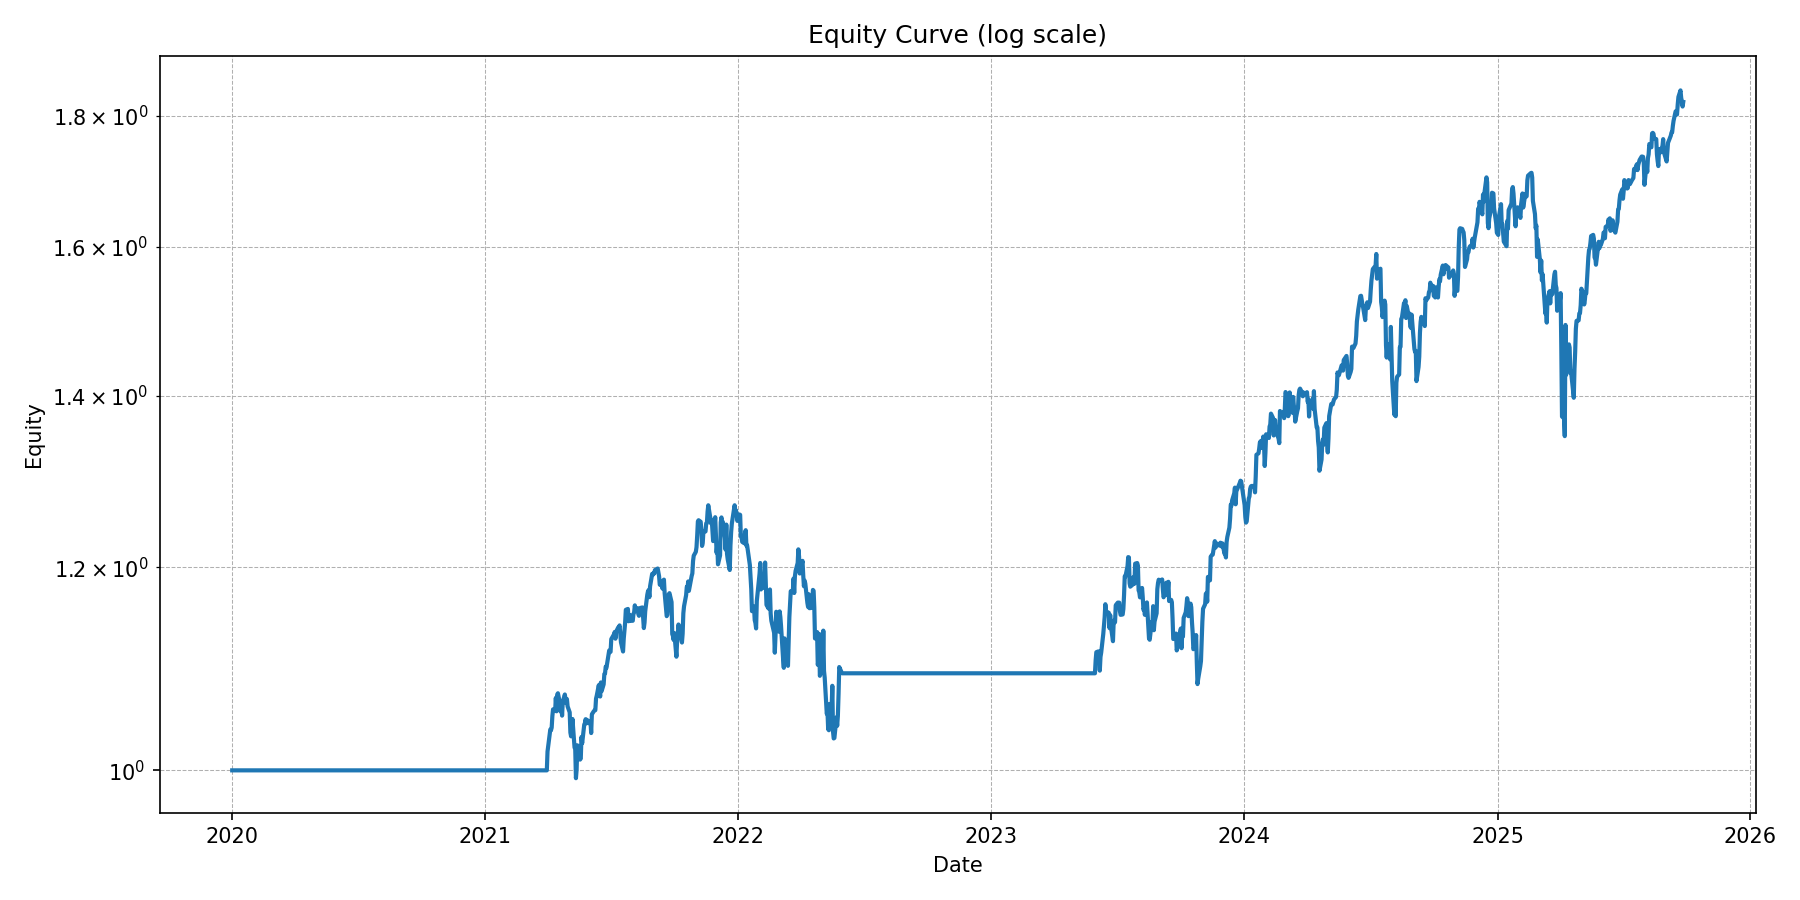 Equity Curve (log scale)
1.8 × 10⁰
1.6 × 10⁰
1.4 × 10⁰
1.2 × 10⁰
10⁰
Equity
2020 2021 2022 2023 2024 2025 2026
Date